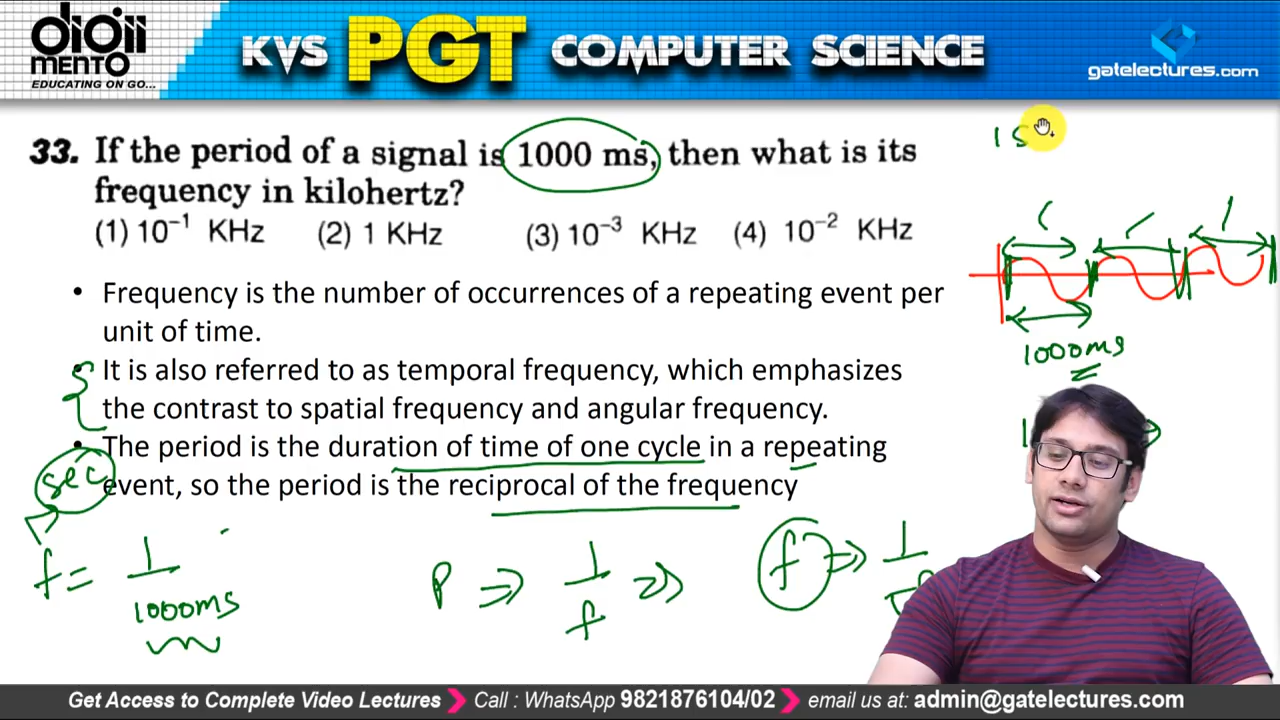 digii
MENTO
EDUCATING ON GO...
KVS PGT COMPUTER SCIENCE
gatelectures.com
33. If the period of a signal is 1000 ms, then what is its
frequency in kilohertz?
(1) 10⁻¹ KHz (2) 1 KHz (3) 10⁻³ KHz (4) 10⁻² KHz
1S
• Frequency is the number of occurrences of a repeating event per
unit of time.
• It is also referred to as temporal frequency, which emphasizes
the contrast to spatial frequency and angular frequency.
• The period is the duration of time of one cycle in a repeating
event, so the period is the reciprocal of the frequency
1000ms
sec
f = 1/1000ms
P ⇒ 1/f ⇒ f ⇒ 1/
Get Access to Complete Video Lectures Call : WhatsApp 9821876104/02 email us at: admin@gatelectures.com